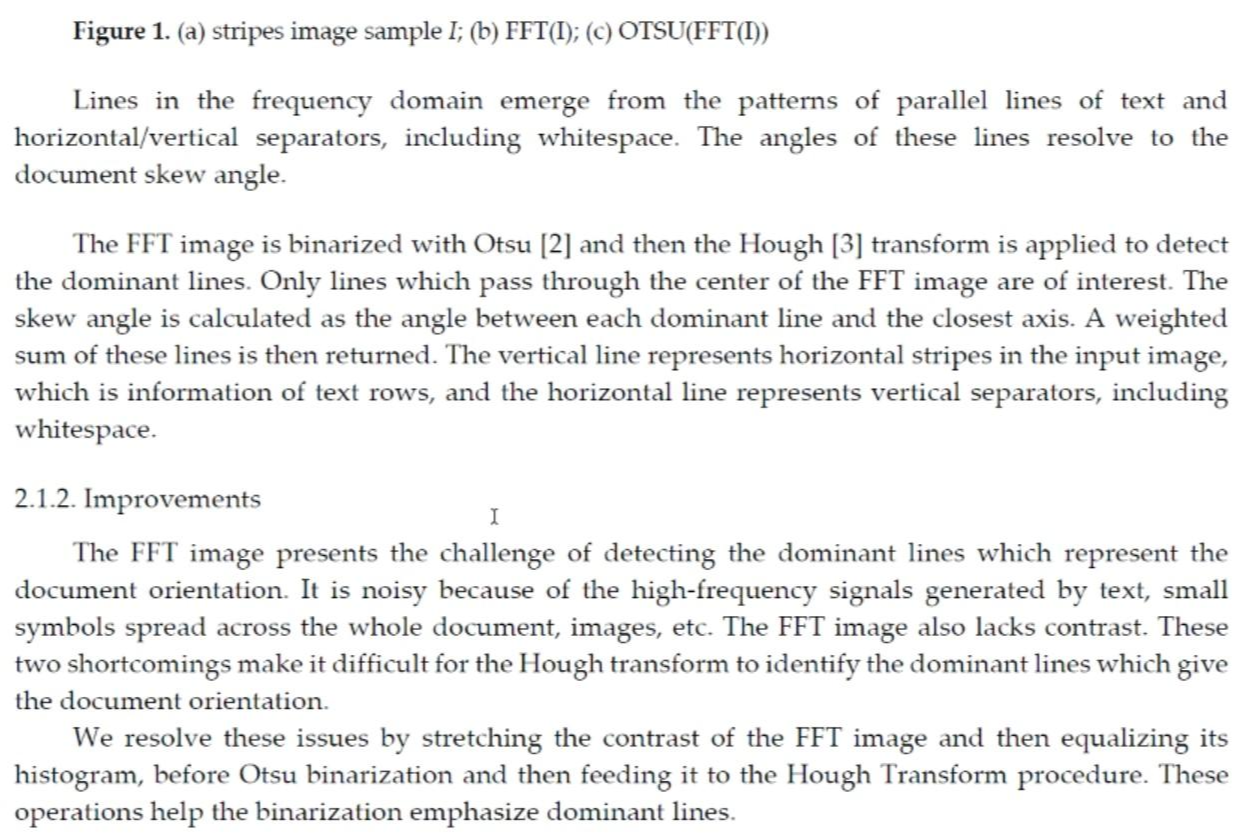 Figure 1. (a) stripes image sample I; (b) FFT(I); (c) OTSU(FFT(I))
Lines in the frequency domain emerge from the patterns of parallel lines of text and
horizontal/vertical separators, including whitespace. The angles of these lines resolve to the
document skew angle.
The FFT image is binarized with Otsu [2] and then the Hough [3] transform is applied to detect
the dominant lines. Only lines which pass through the center of the FFT image are of interest. The
skew angle is calculated as the angle between each dominant line and the closest axis. A weighted
sum of these lines is then returned. The vertical line represents horizontal stripes in the input image,
which is information of text rows, and the horizontal line represents vertical separators, including
whitespace.
2.1.2. Improvements
The FFT image presents the challenge of detecting the dominant lines which represent the
document orientation. It is noisy because of the high-frequency signals generated by text, small
symbols spread across the whole document, images, etc. The FFT image also lacks contrast. These
two shortcomings make it difficult for the Hough transform to identify the dominant lines which give
the document orientation.
We resolve these issues by stretching the contrast of the FFT image and then equalizing its
histogram, before Otsu binarization and then feeding it to the Hough Transform procedure. These
operations help the binarization emphasize dominant lines.